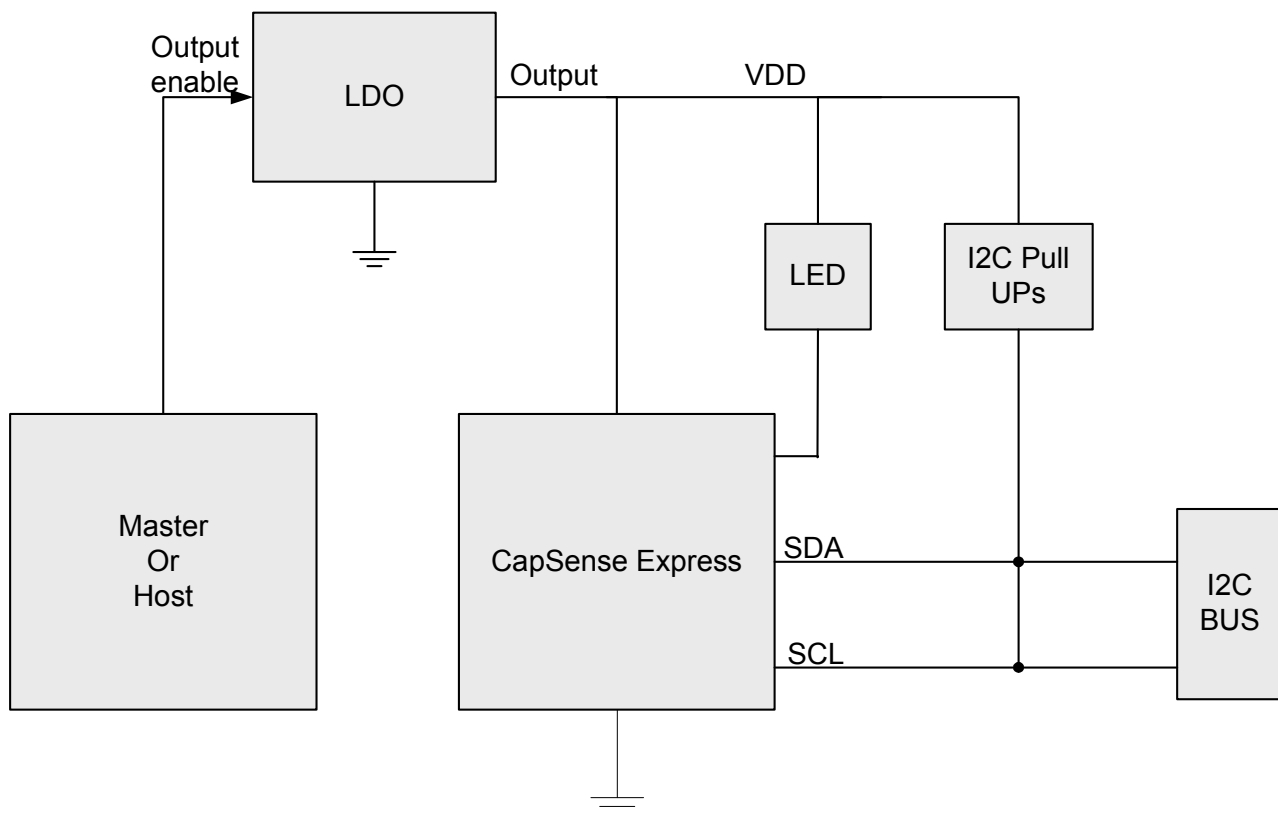 Output
enable
LDO
Output
VDD
LED
I2C Pull
UPs
Master
Or
Host
CapSense Express
SDA
SCL
I2C
BUS